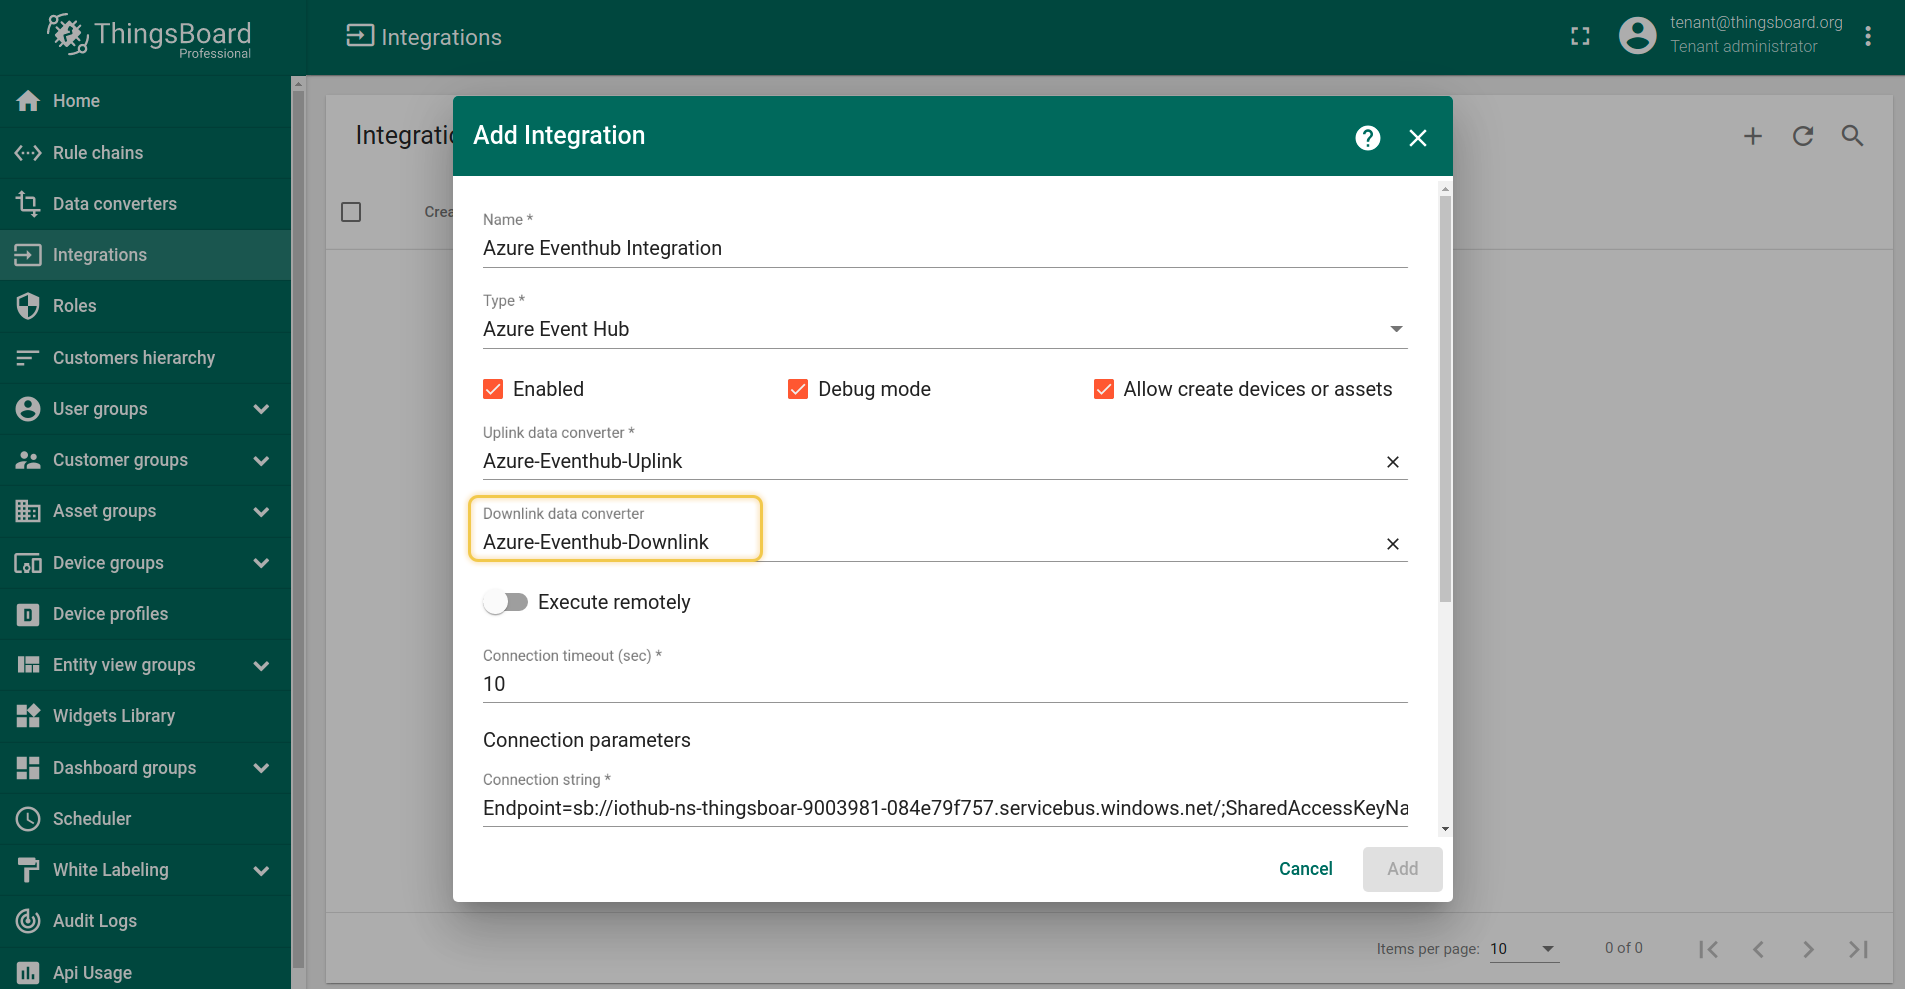 ThingsBoard
Professional
Integrations
tenant@thingsboard.org
Tenant administrator
Home
Rule chains
Data converters
Integrations
Roles
Customers hierarchy
User groups
Customer groups
Asset groups
Device groups
Device profiles
Entity view groups
Widgets Library
Dashboard groups
Scheduler
White Labeling
Audit Logs
Api Usage
Integratio
Crea
Add Integration
Name *
Azure Eventhub Integration
Type *
Azure Event Hub
Enabled
Debug mode
Allow create devices or assets
Uplink data converter *
Azure-Eventhub-Uplink
Downlink data converter
Azure-Eventhub-Downlink
Execute remotely
Connection timeout (sec) *
10
Connection parameters
Connection string *
Endpoint=sb://iothub-ns-thingsboar-9003981-084e79f757.servicebus.windows.net/;SharedAccessKeyNa
Cancel
Add
Items per page: 10
0 of 0